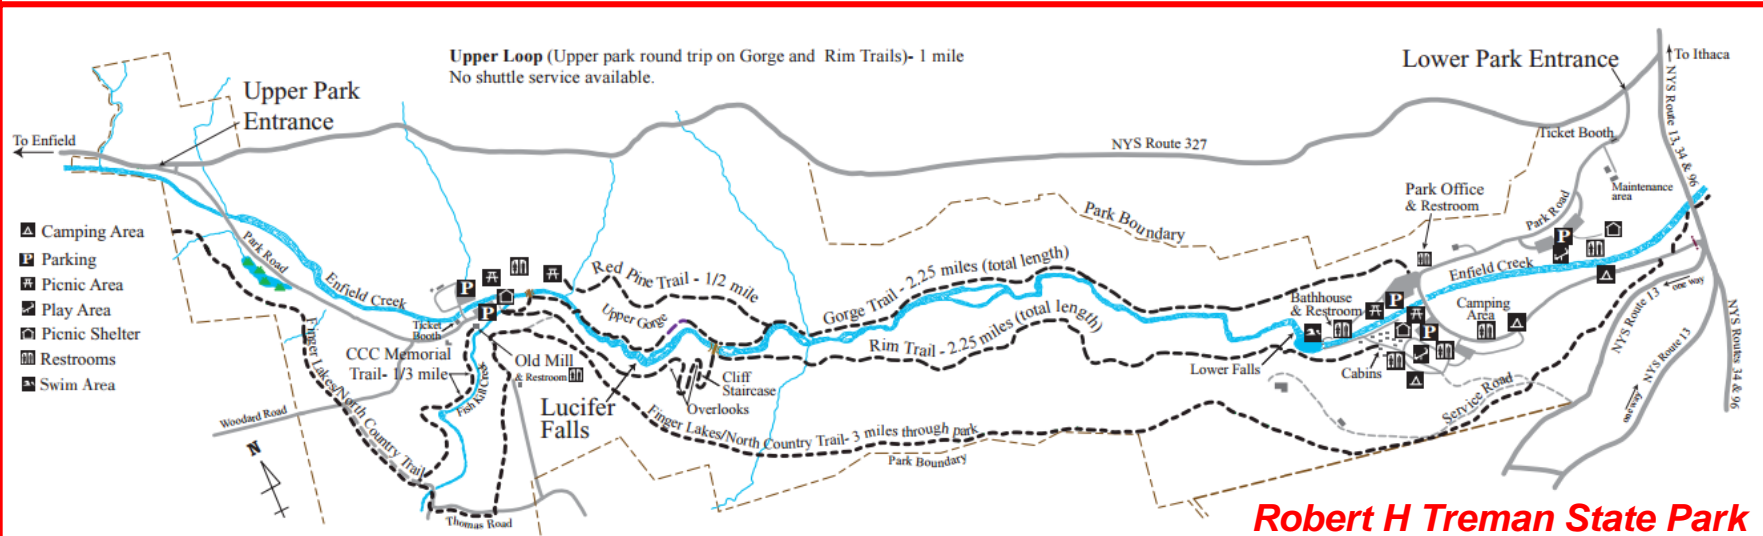 Upper Loop (Upper park round trip on Gorge and Rim Trails)- 1 mile
No shuttle service available.
Lower Park Entrance
To Ithaca
NYS Route 13, 34 & 96
Upper Park
Entrance
To Enfield
NYS Route 327
Ticket Booth
Maintenance
area
Park Office
& Restroom
Park Road
Park Boundary
Camping Area
Parking
Picnic Area
Play Area
Picnic Shelter
Restrooms
Swim Area
P
P
P
P
P
P
Park Road
Enfield Creek
Red Pine Trail - 1/2 mile
Upper Gorge
Gorge Trail - 2.25 miles (total length)
Rim Trail - 2.25 miles (total length)
Enfield Creek
Bathhouse
& Restroom
Camping
Area
one way
NYS Route 13
NYS Route 13
one way
NYS Routes 34 & 96
Ticket
Booth
CCC Memorial
Trail- 1/3 mile
Old Mill
& Restroom
Fish Kill Creek
Lucifer
Falls
Cliff
Staircase
Overlooks
Lower Falls
Cabins
Service Road
Woodard Road
Finger Lakes/North Country Trail
Finger Lakes/North Country Trail- 3 miles through park
Park Boundary
N
Thomas Road
Robert H Treman State Park